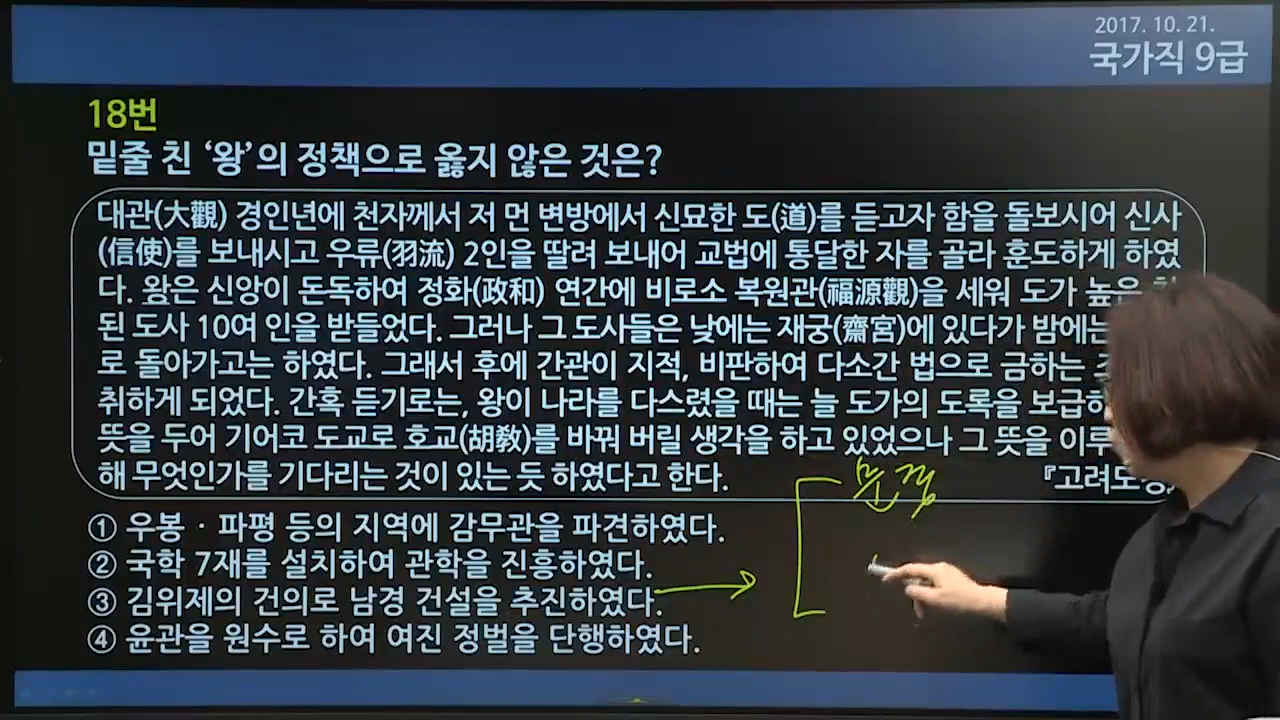 2017. 10. 21.
국가직 9급
18번
밑줄 친 ‘왕’의 정책으로 옳지 않은 것은?
대관(大觀) 경인년에 천자께서 저 먼 변방에서 신묘한 도(道)를 듣고자 함을 돌보시어 신사
(信使)를 보내시고 우류(羽流) 2인을 딸려 보내어 교법에 통달한 자를 골라 훈도하게 하였
다. 왕은 신앙이 돈독하여 정화(政和) 연간에 비로소 복원관(福源觀)을 세워 도가 높은
된 도사 10여 인을 받들었다. 그러나 그 도사들은 낮에는 재궁(齋宮)에 있다가 밤에는
로 돌아가고는 하였다. 그래서 후에 간관이 지적, 비판하여 다소간 법으로 금하는
취하게 되었다. 간혹 듣기로는, 왕이 나라를 다스렸을 때는 늘 도가의 도록을 보급하
뜻을 두어 기어코 도교로 호교(胡敎)를 바꿔 버릴 생각을 하고 있었으나 그 뜻을 이루
해 무엇인가를 기다리는 것이 있는 듯 하였다고 한다. 『고려도경』
문종
① 우봉 · 파평 등의 지역에 감무관을 파견하였다.
② 국학 7재를 설치하여 관학을 진흥하였다.
③ 김위제의 건의로 남경 건설을 추진하였다.
④ 윤관을 원수로 하여 여진 정벌을 단행하였다.